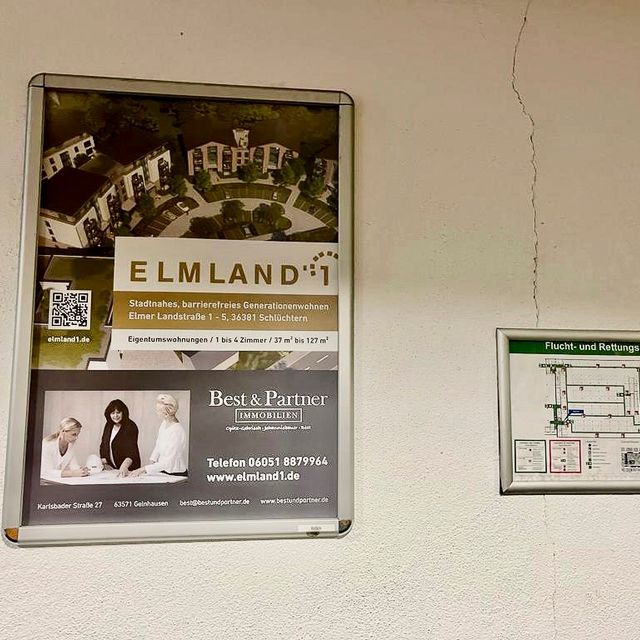 ELMLAND 1
Stadtnahes, barrierefreies Generationenwohnen
Elmer Landstraße 1 - 5, 36381 Schlüchtern
elmland1.de
Eigentumswohnungen / 1 bis 4 Zimmer / 37 m² bis 127 m²
Best & Partner
IMMOBILIEN
Telefon 06051 8879964
www.elmland1.de
Karlsbader Straße 27 63571 Gelnhausen best@bestundpartner.de www.bestundpartner.de
Flucht- und Rettungs